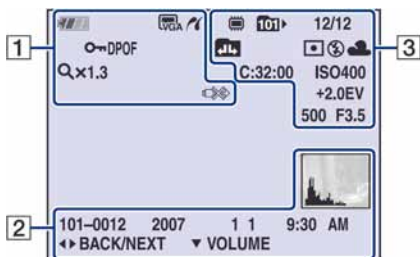 1
VGA
101
12/12
DPOF
×1.3
C:32:00
ISO400
+2.0EV
500 F3.5
3
2
101-0012 2007 1 1 9:30 AM
BACK/NEXT VOLUME